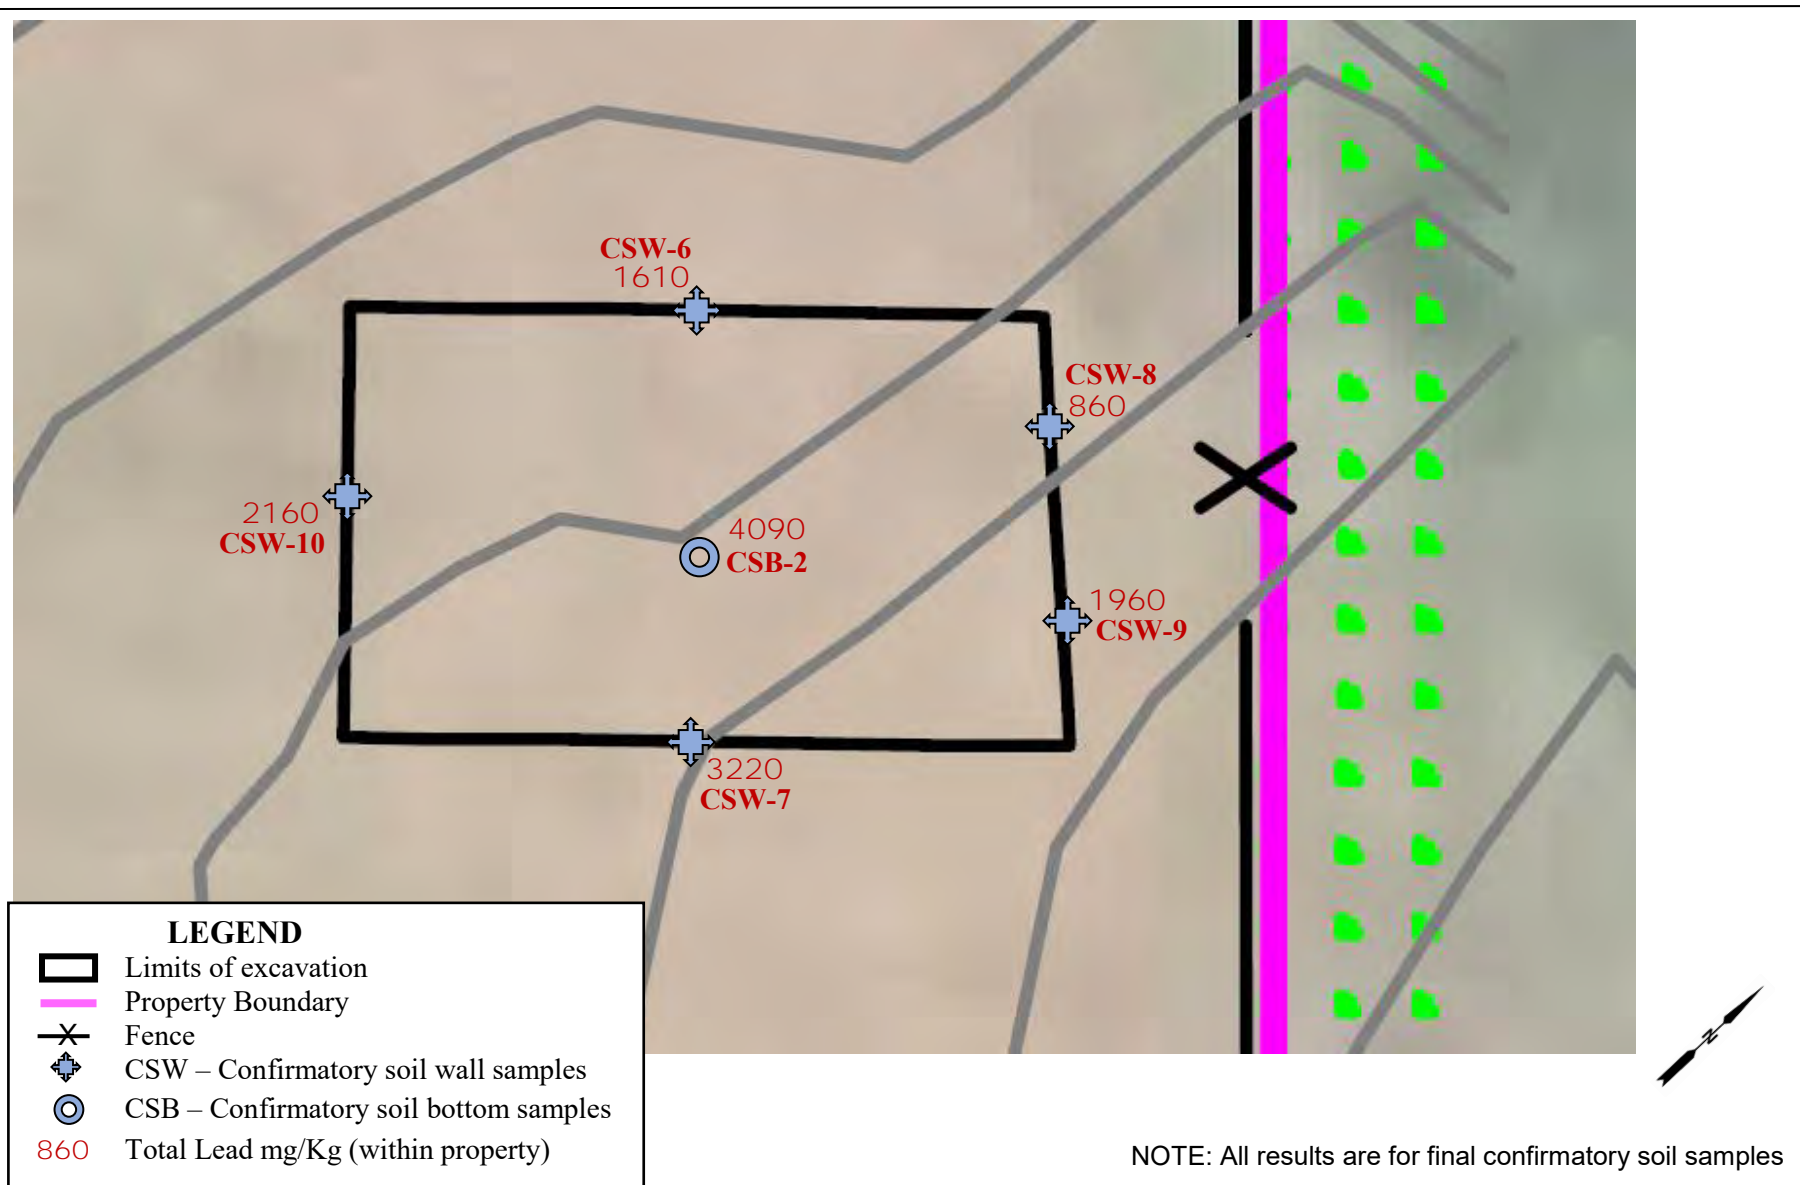 CSW-6
1610
CSW-8
860
2160
CSW-10
4090
CSB-2
1960
CSW-9
3220
CSW-7
LEGEND
Limits of excavation
Property Boundary
Fence
CSW – Confirmatory soil wall samples
CSB – Confirmatory soil bottom samples
860 Total Lead mg/Kg (within property)
N
NOTE: All results are for final confirmatory soil samples